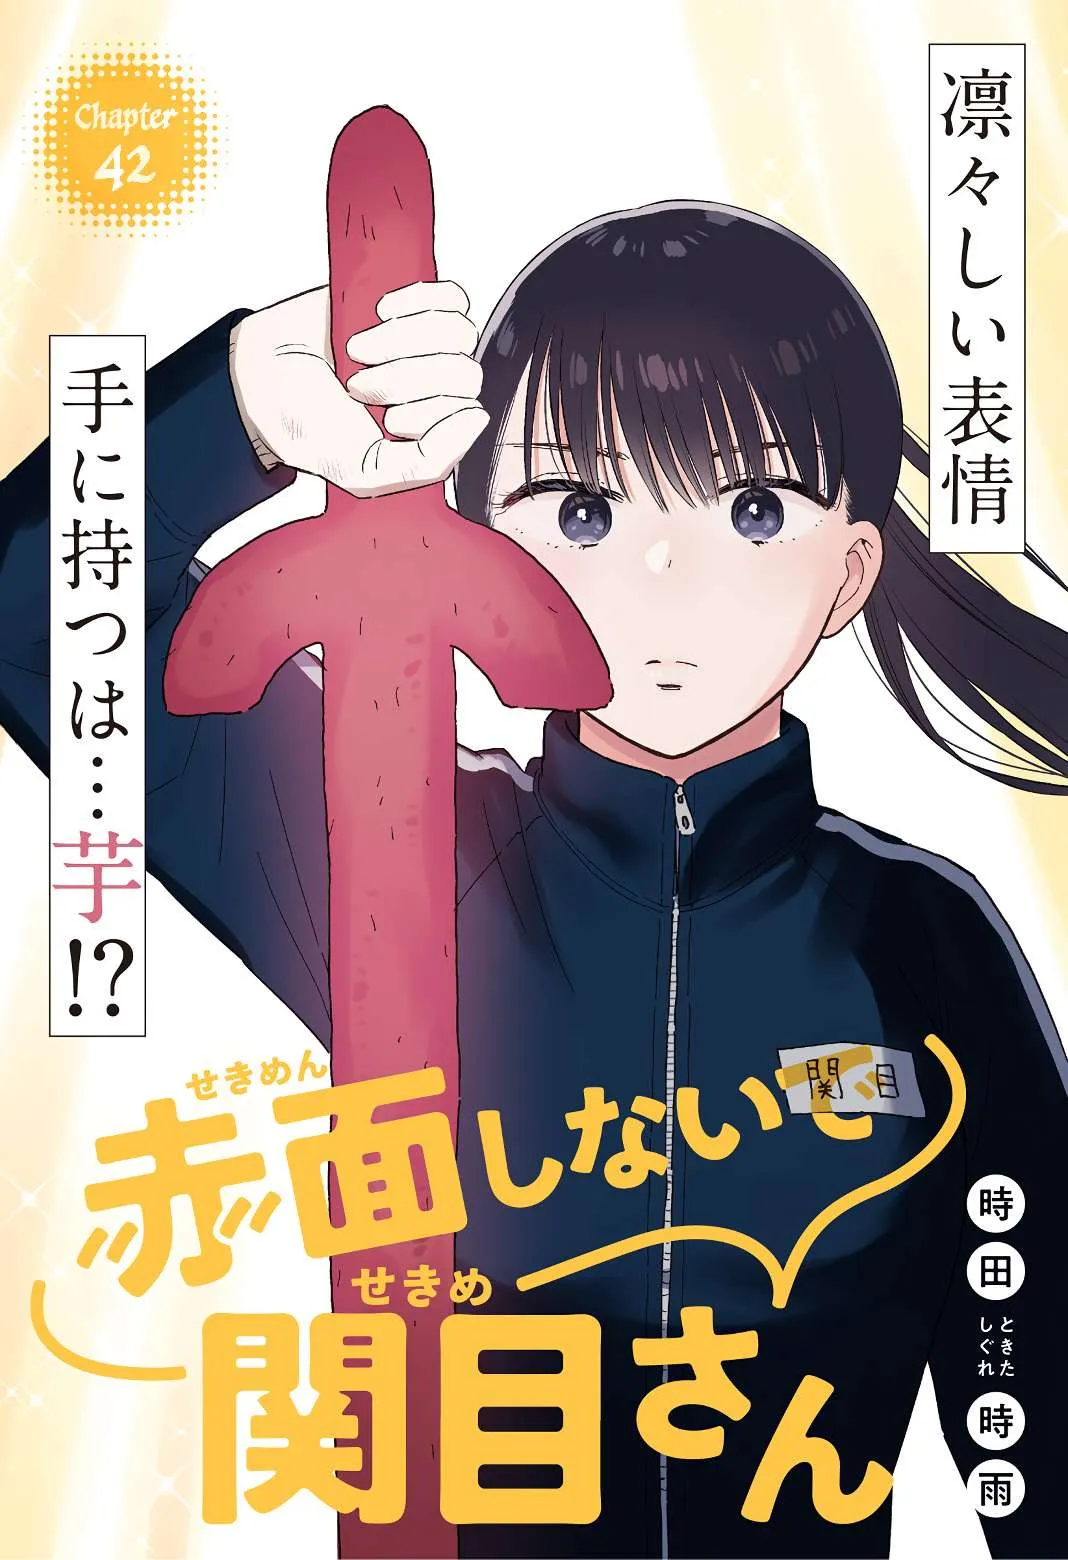 Chapter
42
凛々しい表情
手に持つは…芋!?
せきめん
赤面しないで
せきめ
関目さん
関目
時田時雨
ときたしぐれ